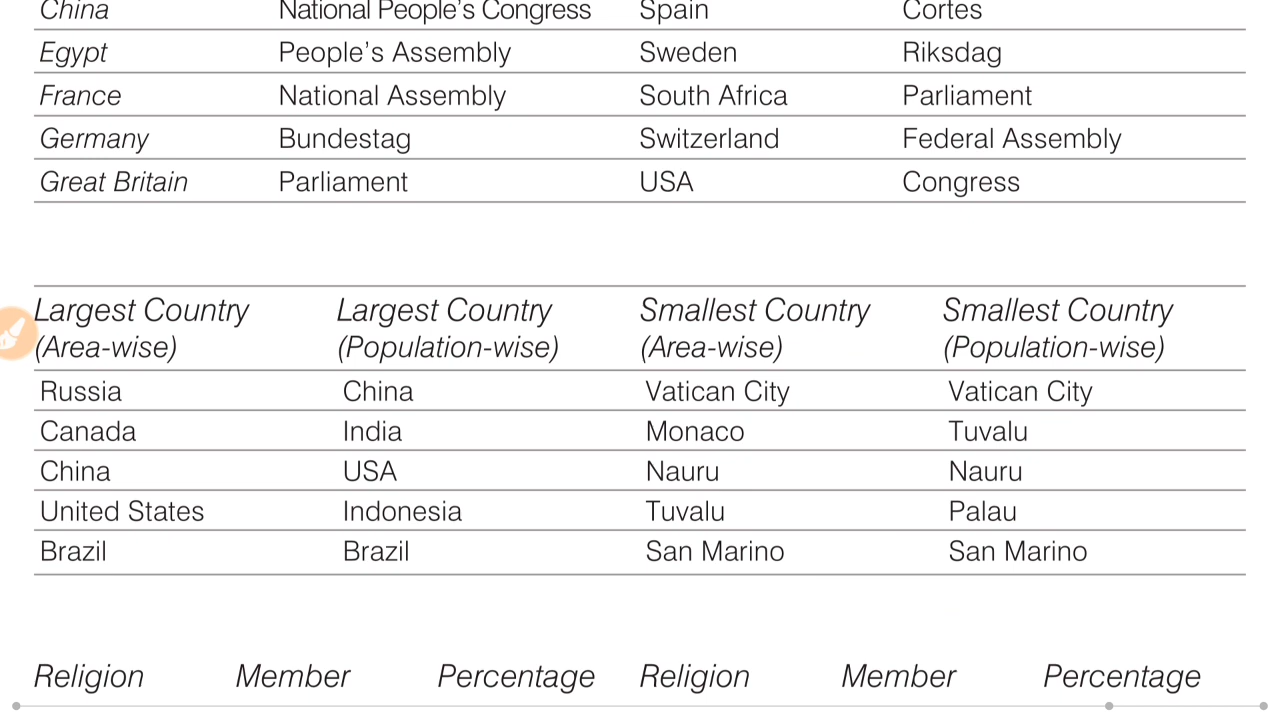 China National People's Congress Spain Cortes
Egypt People's Assembly Sweden Riksdag
France National Assembly South Africa Parliament
Germany Bundestag Switzerland Federal Assembly
Great Britain Parliament USA Congress
Largest Country Largest Country Smallest Country Smallest Country
(Area-wise) (Population-wise) (Area-wise) (Population-wise)
Russia China Vatican City Vatican City
Canada India Monaco Tuvalu
China USA Nauru Nauru
United States Indonesia Tuvalu Palau
Brazil Brazil San Marino San Marino
Religion Member Percentage Religion Member Percentage